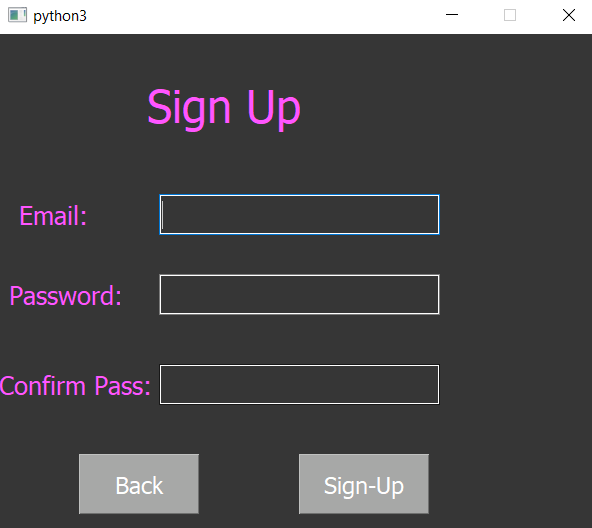 python3
Sign Up
Email:
Password:
Confirm Pass:
Back Sign-Up